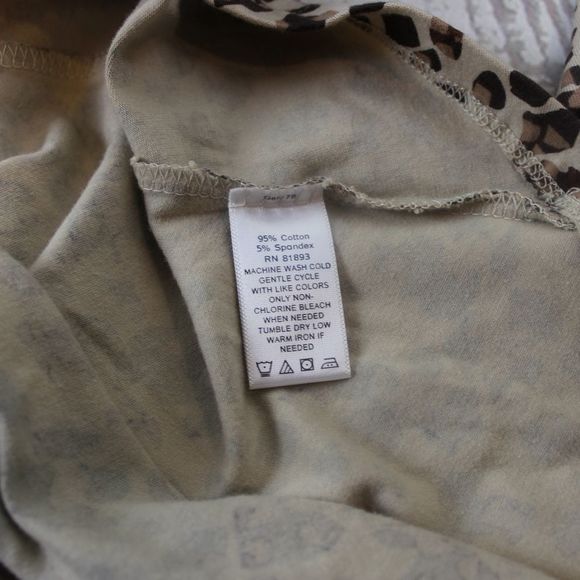 95% Cotton
5% Spandex
RN 81893
MACHINE WASH COLD
GENTLE CYCLE
WITH LIKE COLORS
ONLY NON-
CHLORINE BLEACH
WHEN NEEDED
TUMBLE DRY LOW
WARM IRON IF
NEEDED